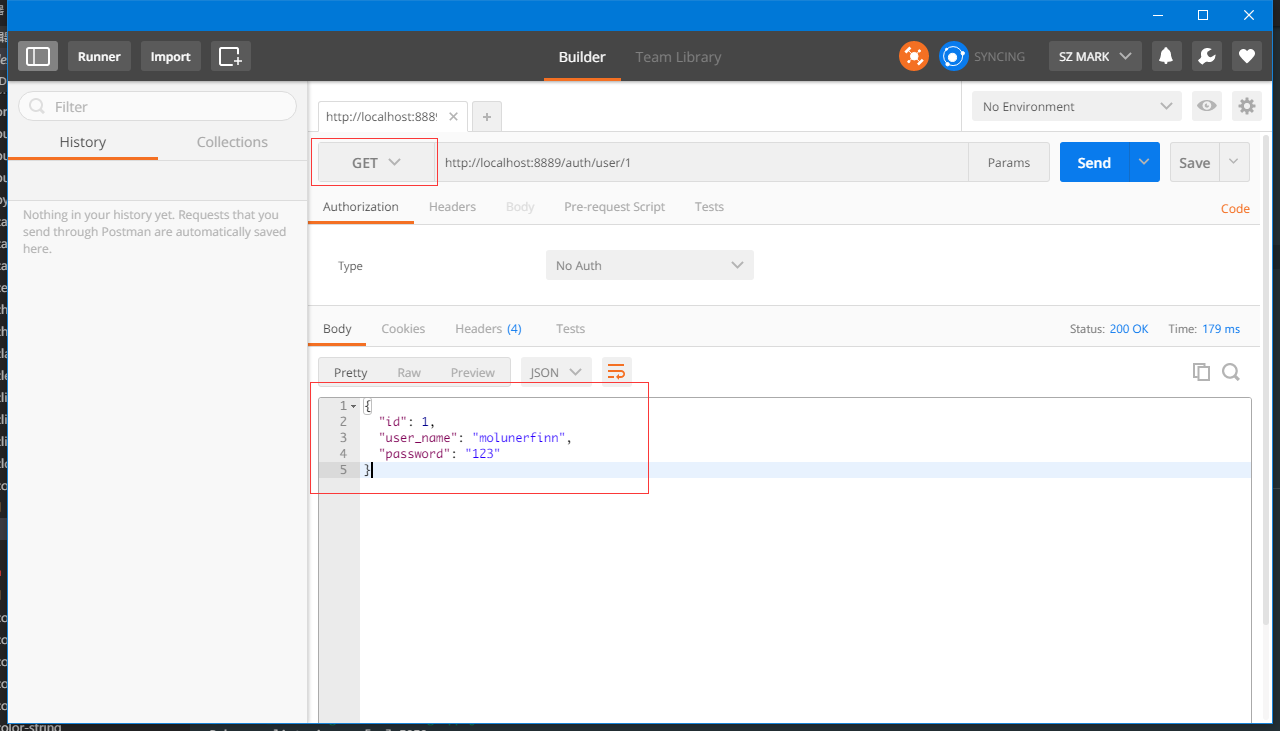 Runner
Import
Builder
Team Library
SYNCING
SZ MARK
Filter
History
Collections
Nothing in your history yet. Requests that you
send through Postman are automatically saved
here.
http://localhost:888
+
No Environment
GET
http://localhost:8889/auth/user/1
Params
Send
Save
Authorization
Headers
Body
Pre-request Script
Tests
Code
Type
No Auth
Body
Cookies
Headers (4)
Tests
Status: 200 OK
Time: 179 ms
Pretty
Raw
Preview
JSON
1 {
2 "id": 1,
3 "user_name": "molunerfinn",
4 "password": "123"
5 }
olor-string